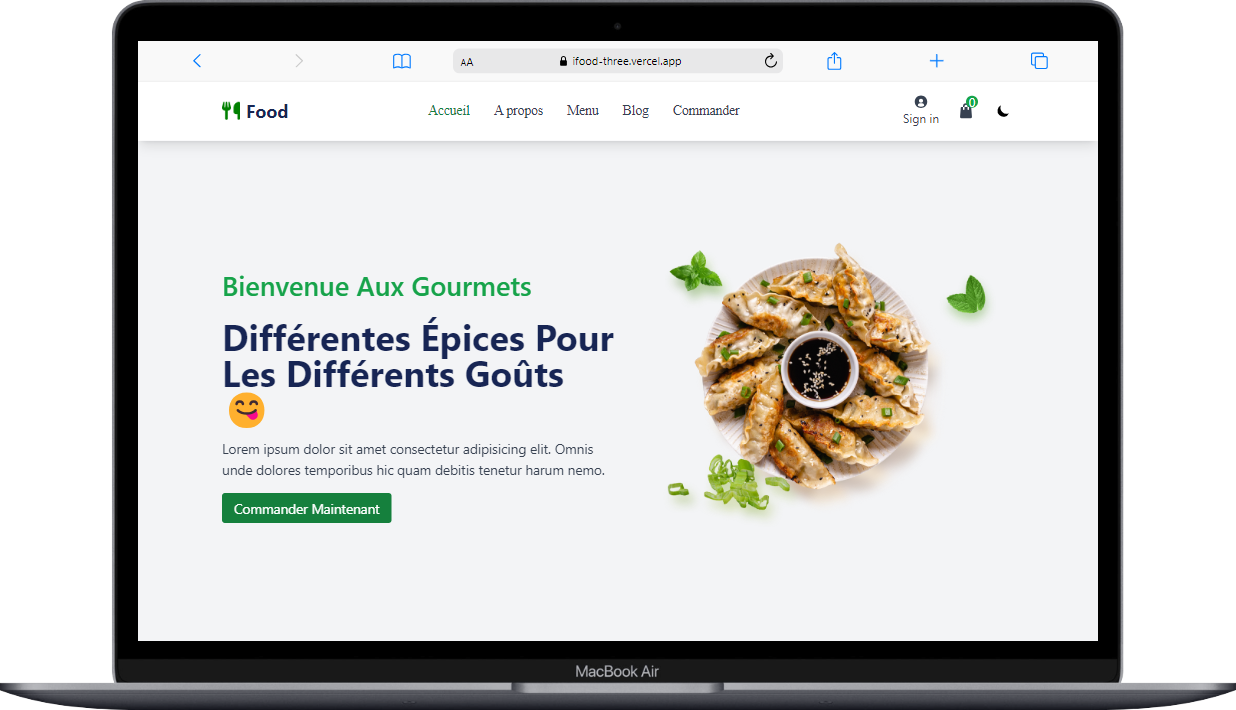 AA
ifood-three.vercel.app
Food
Accueil
A propos
Menu
Blog
Commander
Sign in
0
Bienvenue Aux Gourmets
Différentes Épices Pour
Les Différents Goûts
😋
Lorem ipsum dolor sit amet consectetur adipisicing elit. Omnis
unde dolores temporibus hic quam debitis tenetur harum nemo.
Commander Maintenant
MacBook Air